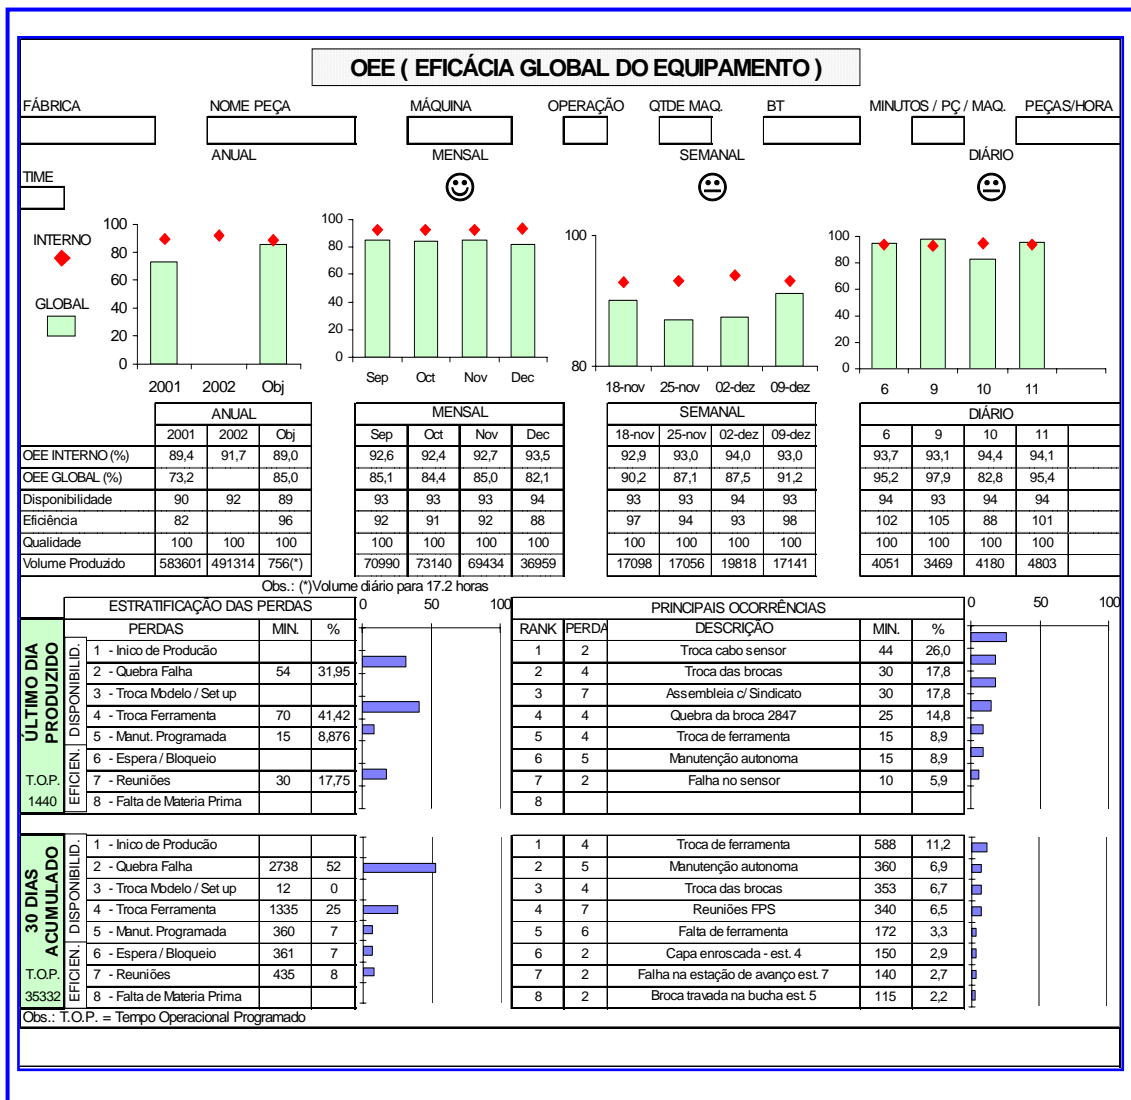 OEE ( EFICÁCIA GLOBAL DO EQUIPAMENTO )
FÁBRICA NOME PEÇA MÁQUINA OPERAÇÃO QTDE MAQ. BT MINUTOS / PÇ / MAQ. PEÇAS/HORA
ANUAL MENSAL SEMANAL DIÁRIO
TIME
INTERNO
GLOBAL
100
80
60
40
20
0
2001 2002 Obj
100
80
60
40
20
0
Sep Oct Nov Dec
100
80
18-nov 25-nov 02-dez 09-dez
100
80
60
40
20
0
6 9 10 11
ANUAL MENSAL SEMANAL DIÁRIO
2001 2002 Obj Sep Oct Nov Dec 18-nov 25-nov 02-dez 09-dez 6 9 10 11
OEE INTERNO (%) 89,4 91,7 89,0 92,6 92,4 92,7 93,5 92,9 93,0 94,0 93,0 93,7 93,1 94,4 94,1
OEE GLOBAL (%) 73,2 85,0 85,1 84,4 85,0 82,1 90,2 87,1 87,5 91,2 95,2 97,9 82,8 95,4
Disponibilidade 90 92 89 93 93 93 94 93 93 94 93 94 93 94 94
Eficiência 82 96 92 91 92 88 97 94 93 98 102 105 88 101
Qualidade 100 100 100 100 100 100 100 100 100 100 100 100 100 100 100
Volume Produzido 583601 491314 756(*) 70990 73140 69434 36959 17098 17056 19818 17141 4051 3469 4180 4803
Obs.: (*)Volume diário para 17.2 horas
ESTRATIFICAÇÃO DAS PERDAS 0 50 100 PRINCIPAIS OCORRÊNCIAS 0 50 100
PERDAS MIN. % RANK PERDA DESCRIÇÃO MIN. %
ÚLTIMO DIA PRODUZIDO
T.O.P.
1440
DISPONIBILID.
EFICIEN.
1 - Inico de Producão 1 2 Troca cabo sensor 44 26,0
2 - Quebra Falha 54 31,95 2 4 Troca das brocas 30 17,8
3 - Troca Modelo / Set up 3 7 Assembleia c/ Sindicato 30 17,8
4 - Troca Ferramenta 70 41,42 4 4 Quebra da broca 2847 25 14,8
5 - Manut. Programada 15 8,876 5 4 Troca de ferramenta 15 8,9
6 - Espera / Bloqueio 6 5 Manutenção autonoma 15 8,9
7 - Reuniões 30 17,75 7 2 Falha no sensor 10 5,9
8 - Falta de Materia Prima 8
30 DIAS ACUMULADO
T.O.P.
35332
DISPONIBILID.
EFICIEN.
1 - Inico de Producão 1 4 Troca de ferramenta 588 11,2
2 - Quebra Falha 2738 52 2 5 Manutenção autonoma 360 6,9
3 - Troca Modelo / Set up 12 0 3 4 Troca das brocas 353 6,7
4 - Troca Ferramenta 1335 25 4 7 Reuniões FPS 340 6,5
5 - Manut. Programada 360 7 5 6 Falta de ferramenta 172 3,3
6 - Espera / Bloqueio 361 7 6 2 Capa enroscada - est. 4 150 2,9
7 - Reuniões 435 8 7 2 Falha na estação de avanço est. 7 140 2,7
8 - Falta de Materia Prima 8 2 Broca travada na bucha est. 5 115 2,2
Obs.: T.O.P. = Tempo Operacional Programado